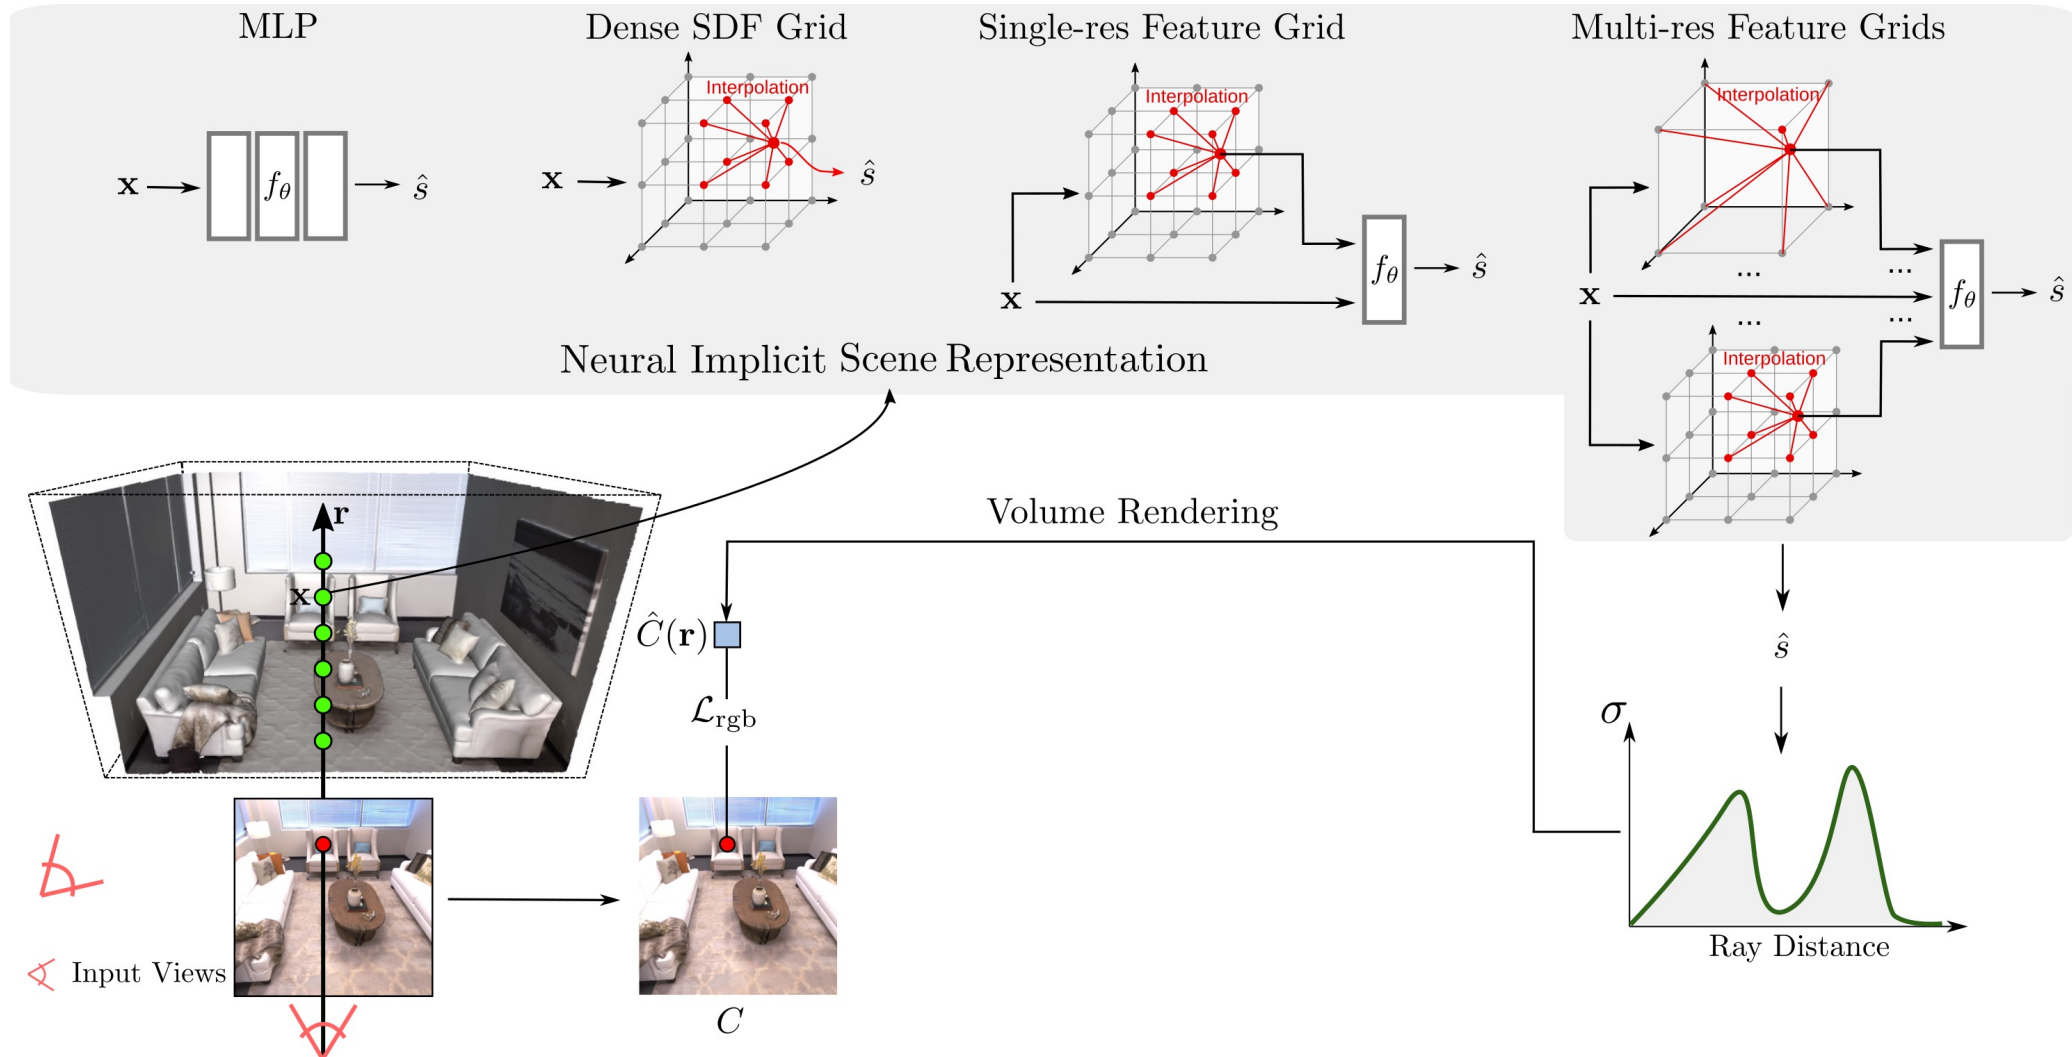 MLP
Dense SDF Grid
Single-res Feature Grid
Multi-res Feature Grids
Interpolation
Interpolation
Interpolation
x
f_θ
ŝ
x
ŝ
x
f_θ
ŝ
x
...
...
f_θ
ŝ
...
...
Interpolation
Neural Implicit Scene Representation
r
x
Volume Rendering
Ĉ(r)
ℒ_rgb
ŝ
σ
Ray Distance
Input Views
C